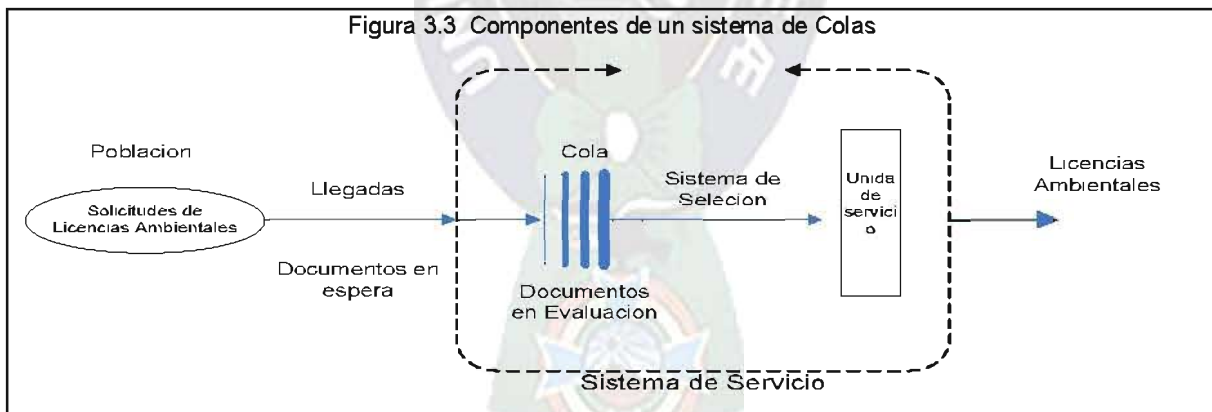 Figura 3.3 Componentes de un sistema de Colas
Poblacion
Solicitudes de
Licencias Ambientales
Llegadas
Documentos en
espera
Cola
Documentos
en Evaluacion
Sistema de
Selecion
Unida
de
servici
o
Licencias
Ambientales
Sistema de Servicio